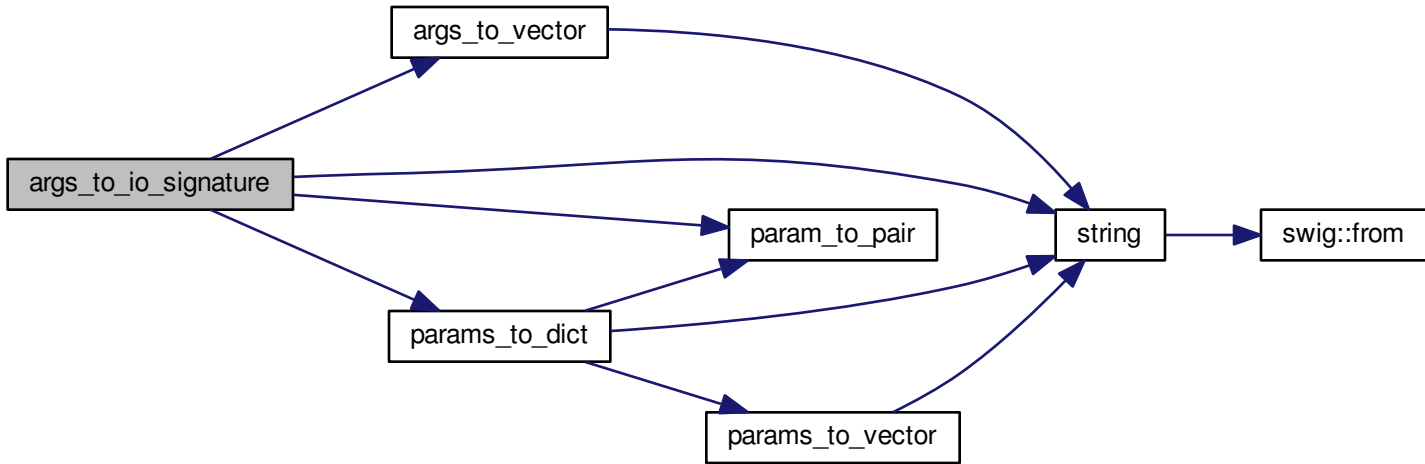 args_to_vector
args_to_io_signature
param_to_pair
string
swig::from
params_to_dict
params_to_vector